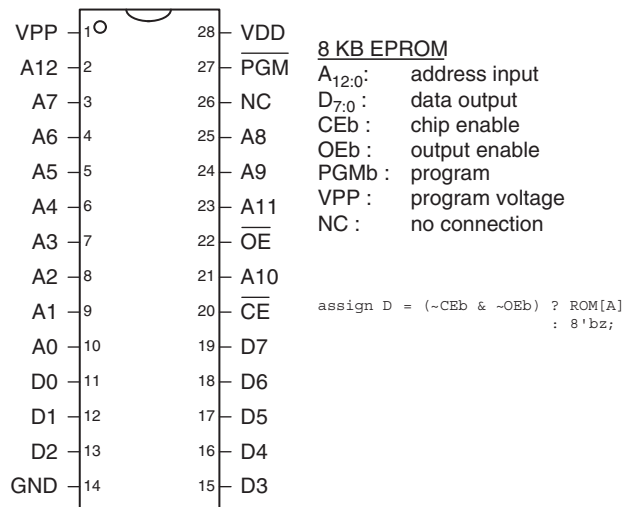 VPP 1 28 VDD
A12 2 27 PGM
A7 3 26 NC
A6 4 25 A8
A5 5 24 A9
A4 6 23 A11
A3 7 22 OE
A2 8 21 A10
A1 9 20 CE
A0 10 19 D7
D0 11 18 D6
D1 12 17 D5
D2 13 16 D4
GND 14 15 D3
8 KB EPROM
A12:0: address input
D7:0 : data output
CEb : chip enable
OEb : output enable
PGMb : program
VPP : program voltage
NC : no connection
assign D = (~CEb & ~OEb) ? ROM[A]
: 8'bz;